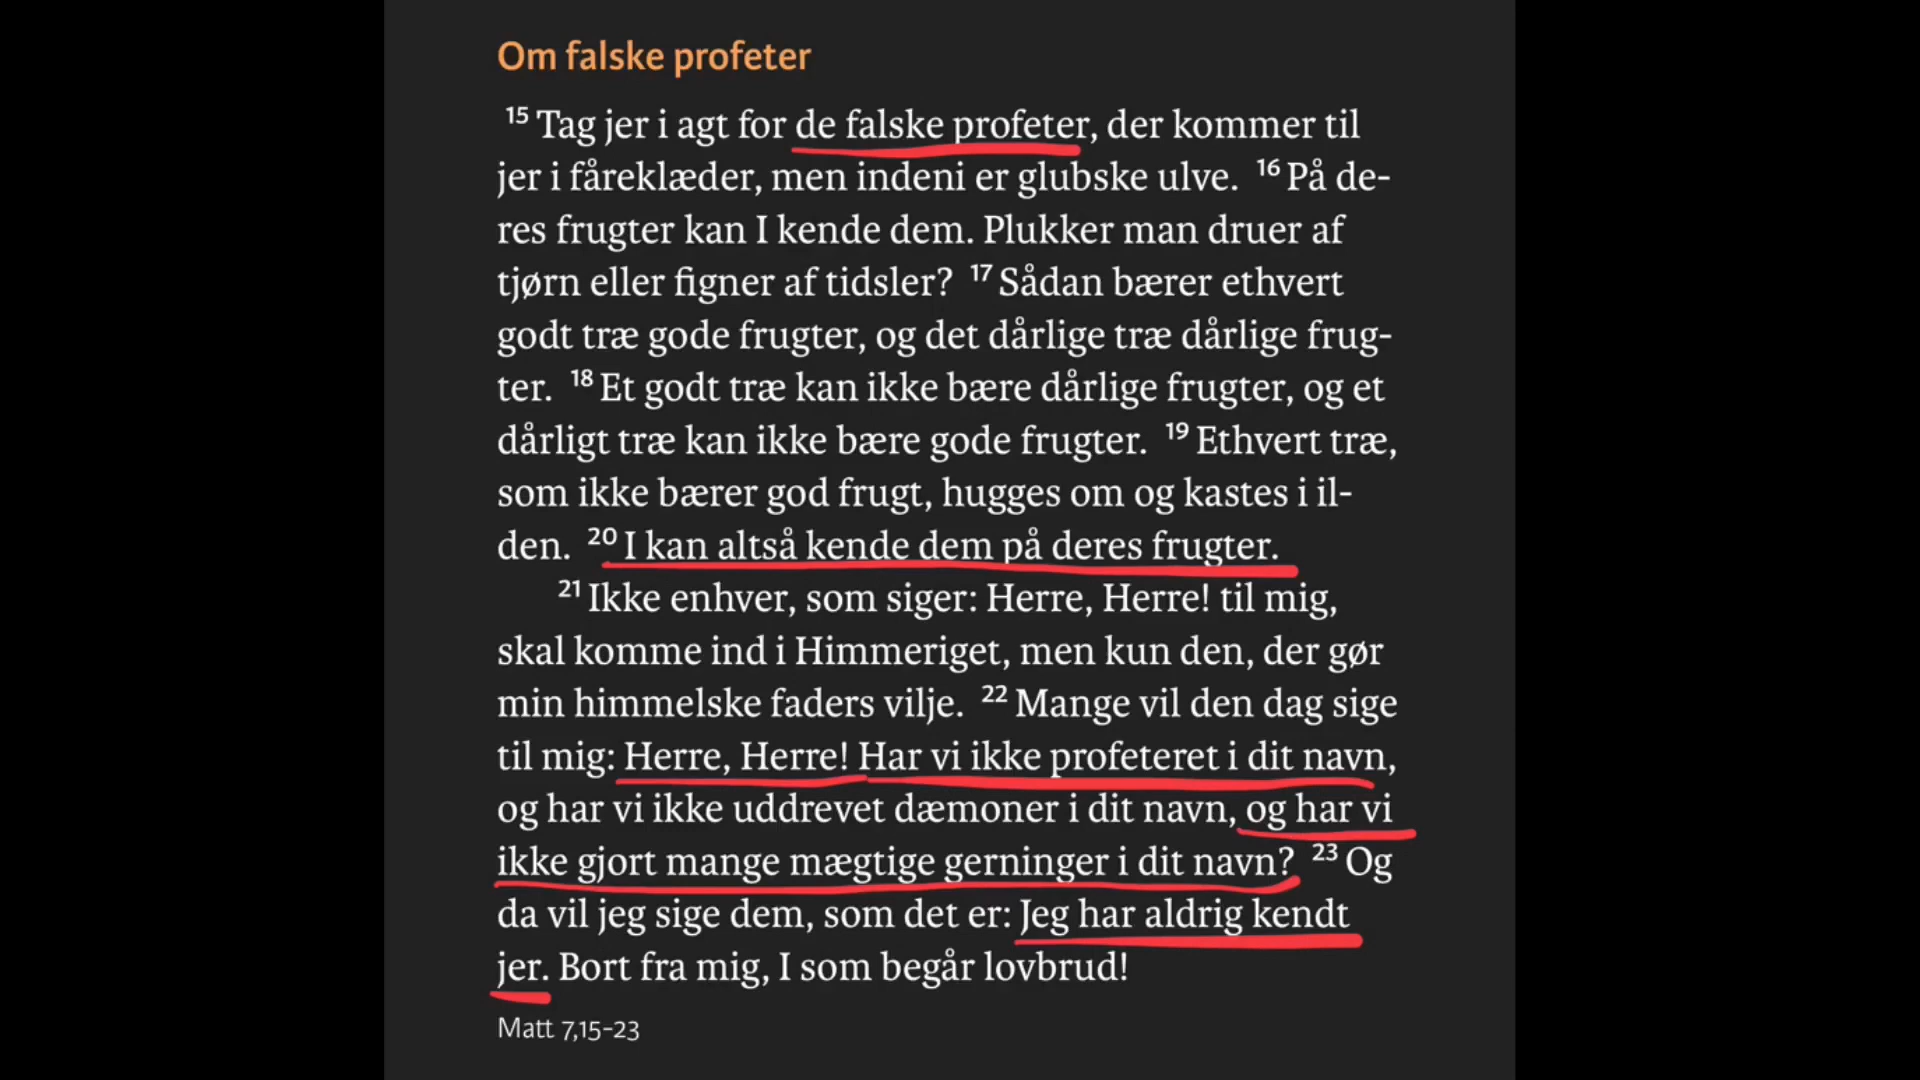 Om falske profeter
15 Tag jer i agt for de falske profeter, der kommer til
jer i fåreklæder, men indeni er glubske ulve. 16 På de-
res frugter kan I kende dem. Plukker man druer af
tjørn eller figner af tidsler? 17 Sådan bærer ethvert
godt træ gode frugter, og det dårlige træ dårlige frug-
ter. 18 Et godt træ kan ikke bære dårlige frugter, og et
dårligt træ kan ikke bære gode frugter. 19 Ethvert træ,
som ikke bærer god frugt, hugges om og kastes i il-
den. 20 I kan altså kende dem på deres frugter.
21 Ikke enhver, som siger: Herre, Herre! til mig,
skal komme ind i Himmeriget, men kun den, der gør
min himmelske faders vilje. 22 Mange vil den dag sige
til mig: Herre, Herre! Har vi ikke profeteret i dit navn,
og har vi ikke uddrevet dæmoner i dit navn, og har vi
ikke gjort mange mægtige gerninger i dit navn? 23 Og
da vil jeg sige dem, som det er: Jeg har aldrig kendt
jer. Bort fra mig, I som begår lovbrud!
Matt 7,15-23